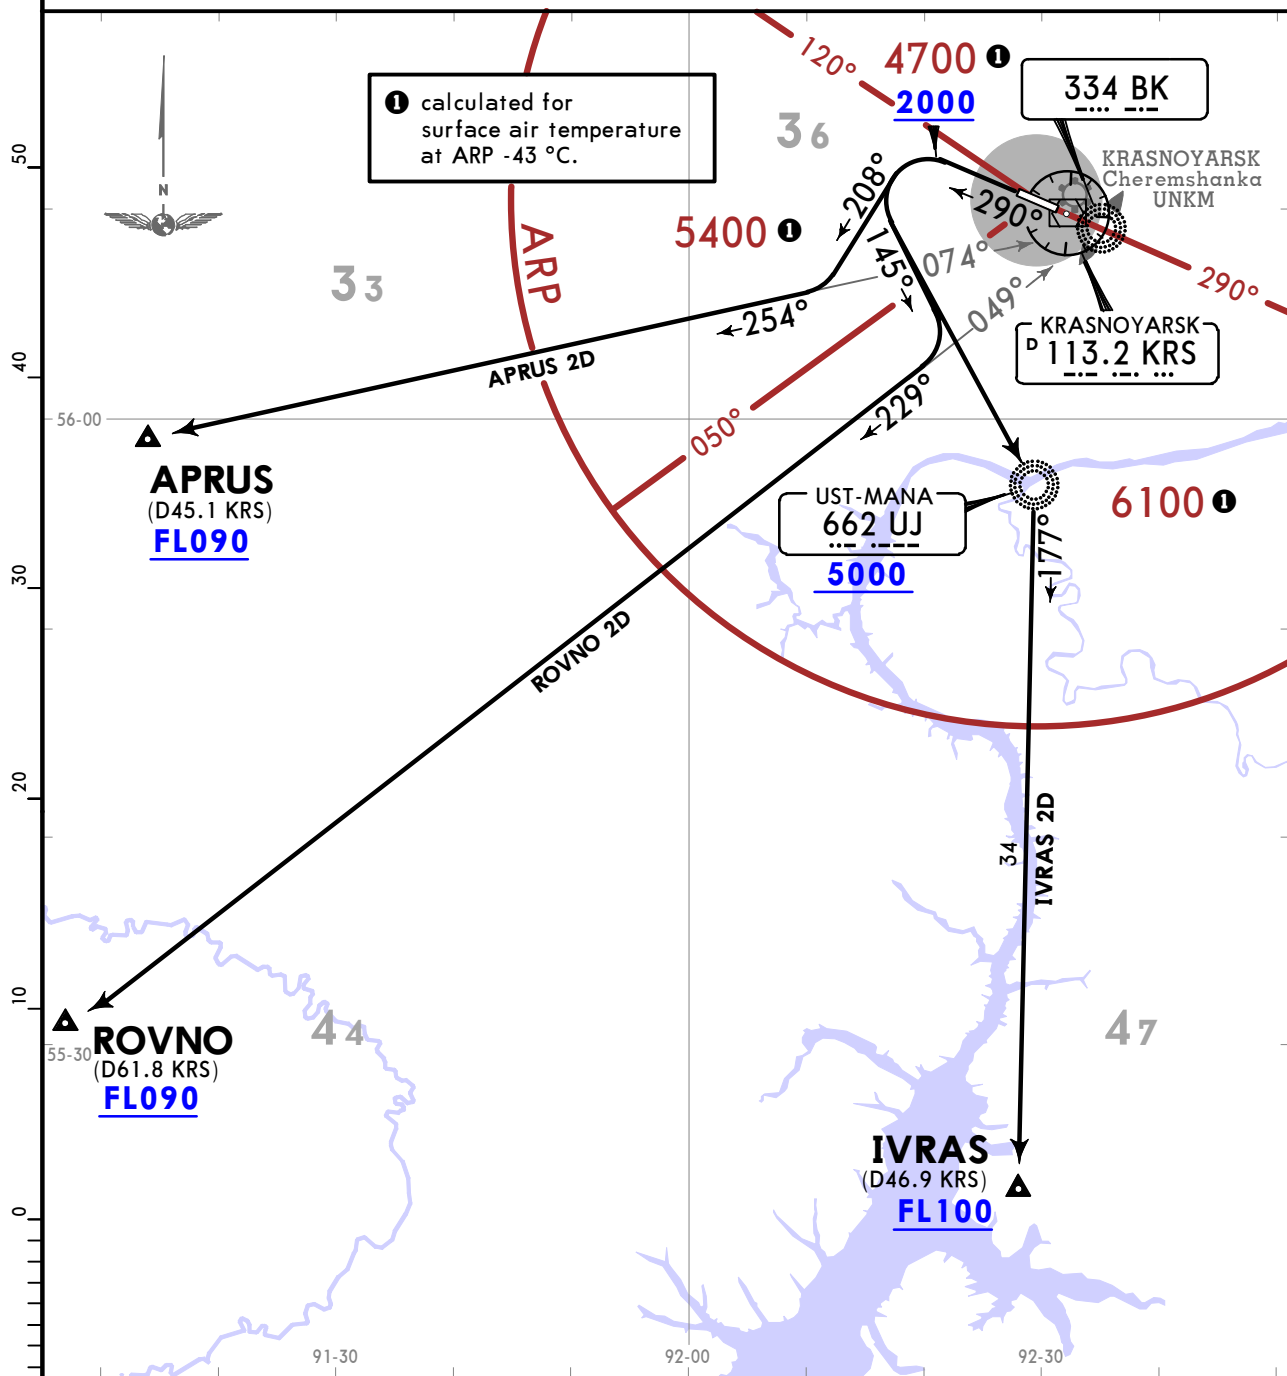 120°
4700 ❶
2000
334 BK
❶ calculated for
surface air temperature
at ARP -43 °C.
36
50
KRASNOYARSK
Cheremshanka
UNKM
N
208°
290°
5400 ❶
ARP
145°
074°
33
290°
049°
254°
KRASNOYARSK
D 113.2 KRS
40
APRUS 2D
229°
56-00
050°
APRUS
(D45.1 KRS)
FL090
UST-MANA
662 UJ
5000
6100 ❶
177°
30
ROVNO 2D
20
34
IVRAS 2D
10
ROVNO
(D61.8 KRS)
FL090
55-30
44
47
IVRAS
(D46.9 KRS)
FL100
0
91-30
92-00
92-30